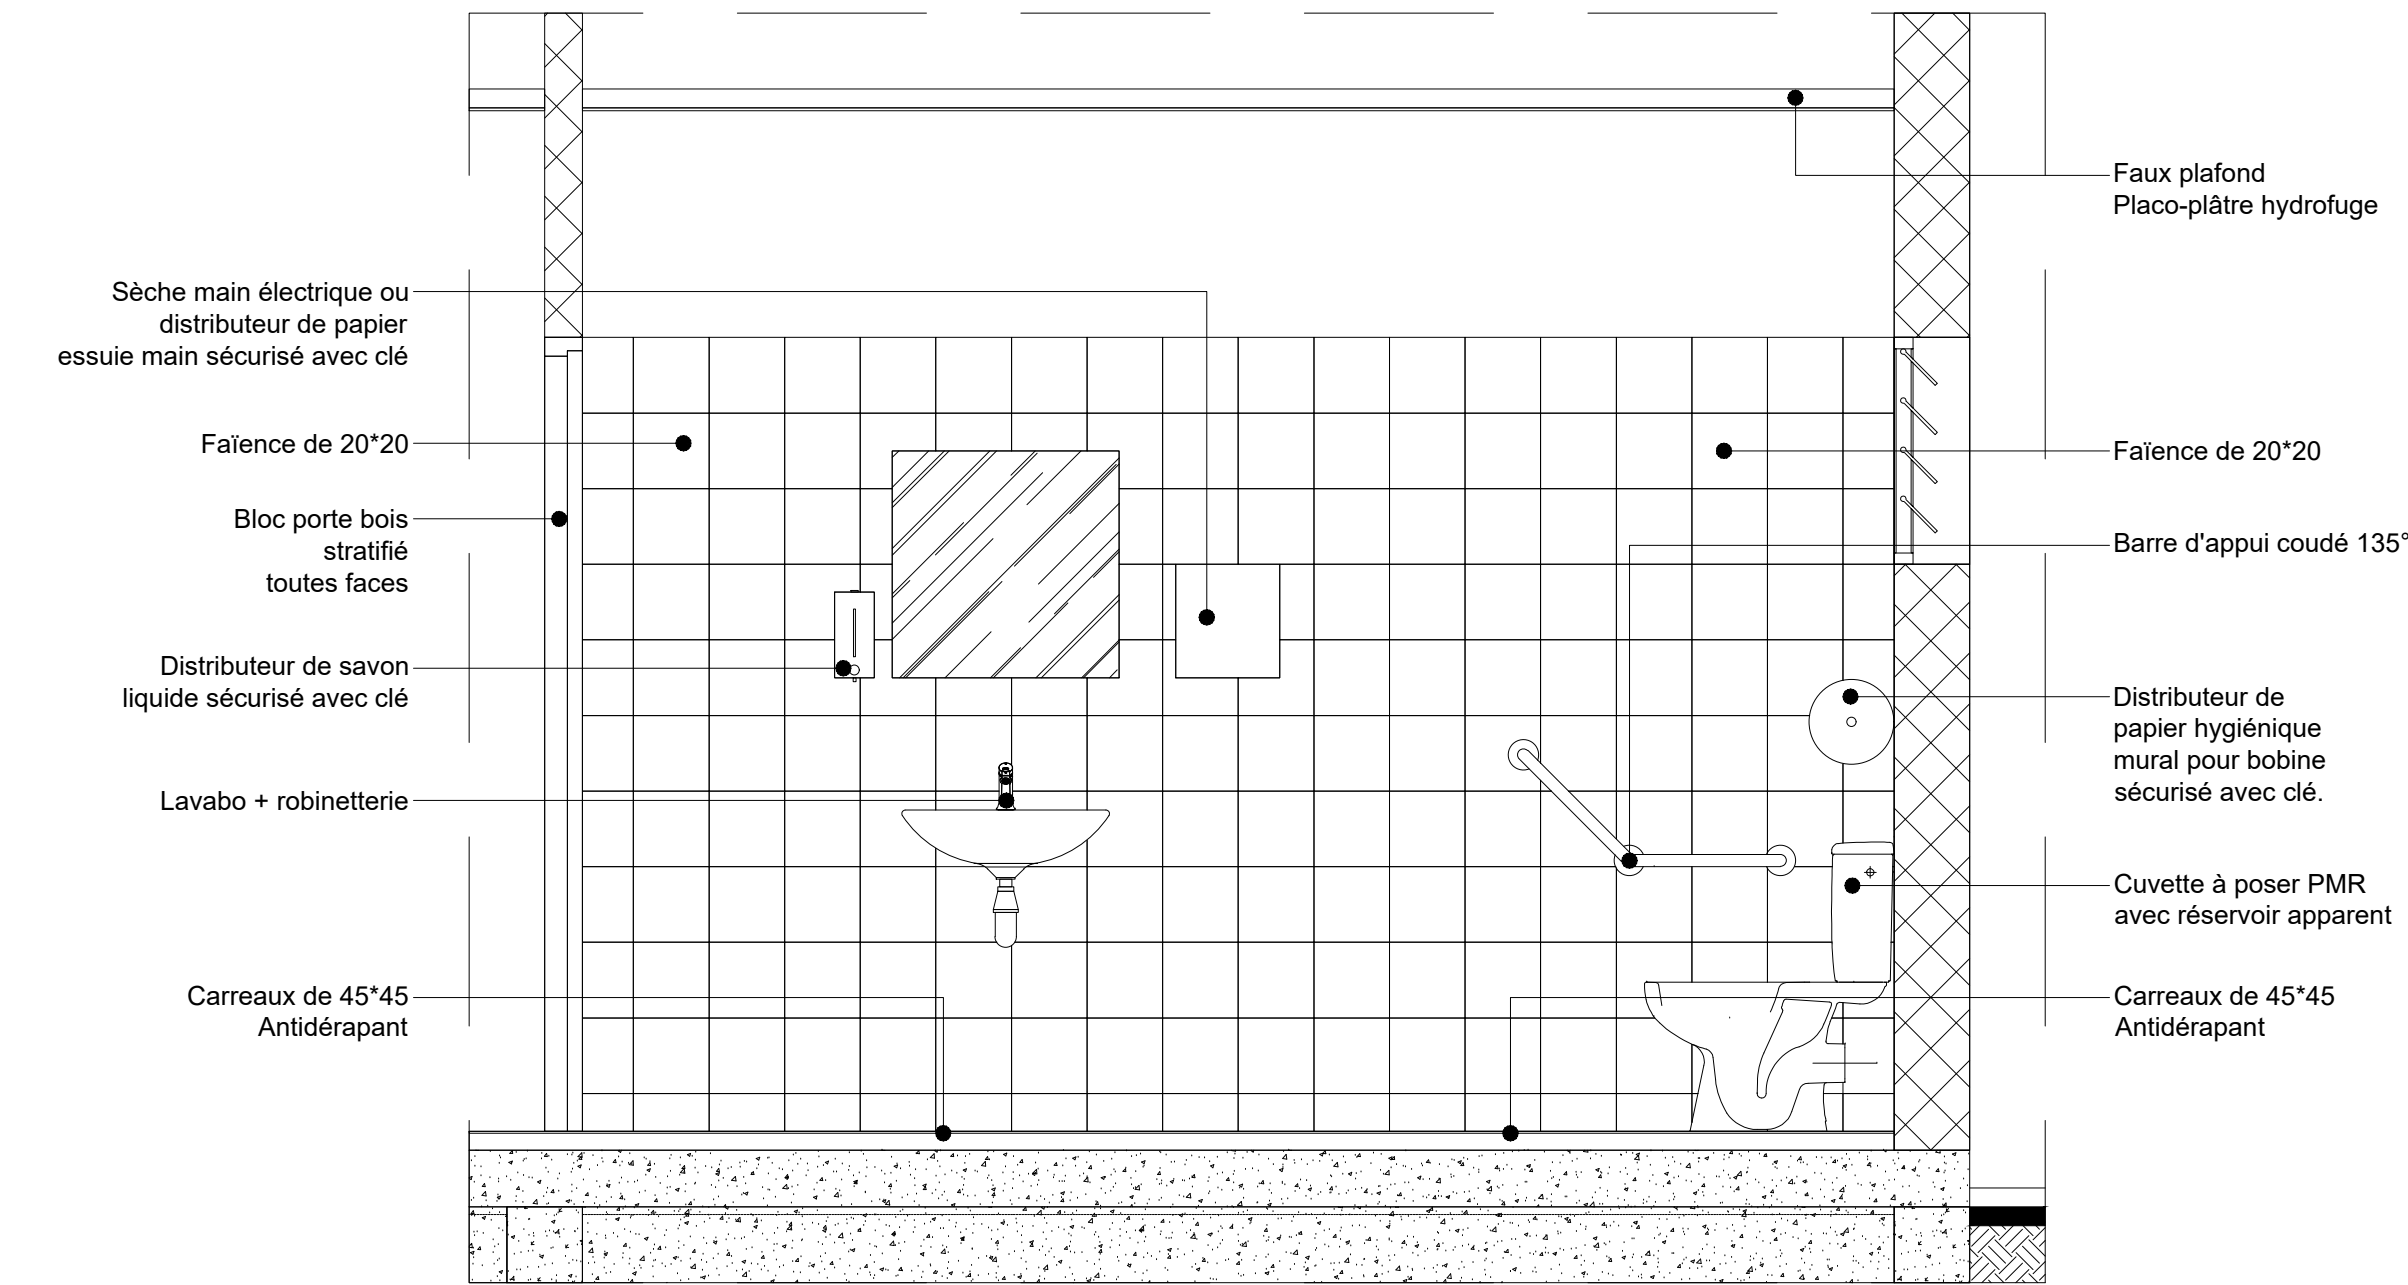 Faux plafond
Placo-plâtre hydrofuge
Sèche main électrique ou
distributeur de papier
essuie main sécurisé avec clé
Faïence de 20*20
Faïence de 20*20
Bloc porte bois
stratifié
toutes faces
Barre d'appui coudé 135°
Distributeur de savon
liquide sécurisé avec clé
Distributeur de
papier hygiénique
mural pour bobine
sécurisé avec clé.
Lavabo + robinetterie
Cuvette à poser PMR
avec réservoir apparent
Carreaux de 45*45
Antidérapant
Carreaux de 45*45
Antidérapant